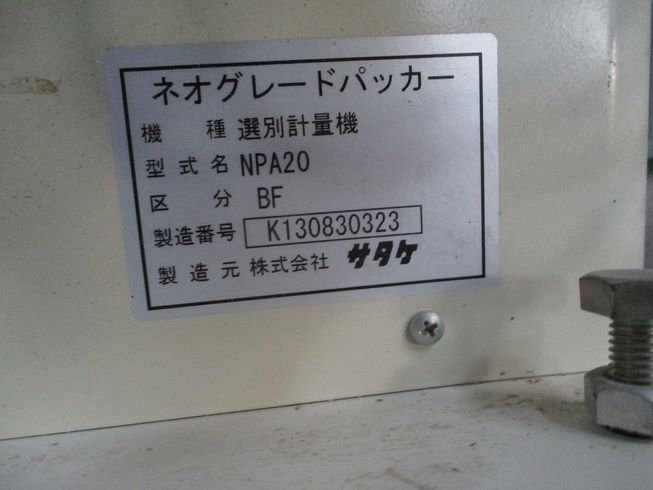 ネオグレードパッカー
機種 選別計量機
型式名 NPA20
区分 BF
製造番号 K130830323
製造元 株式会社 サタケ